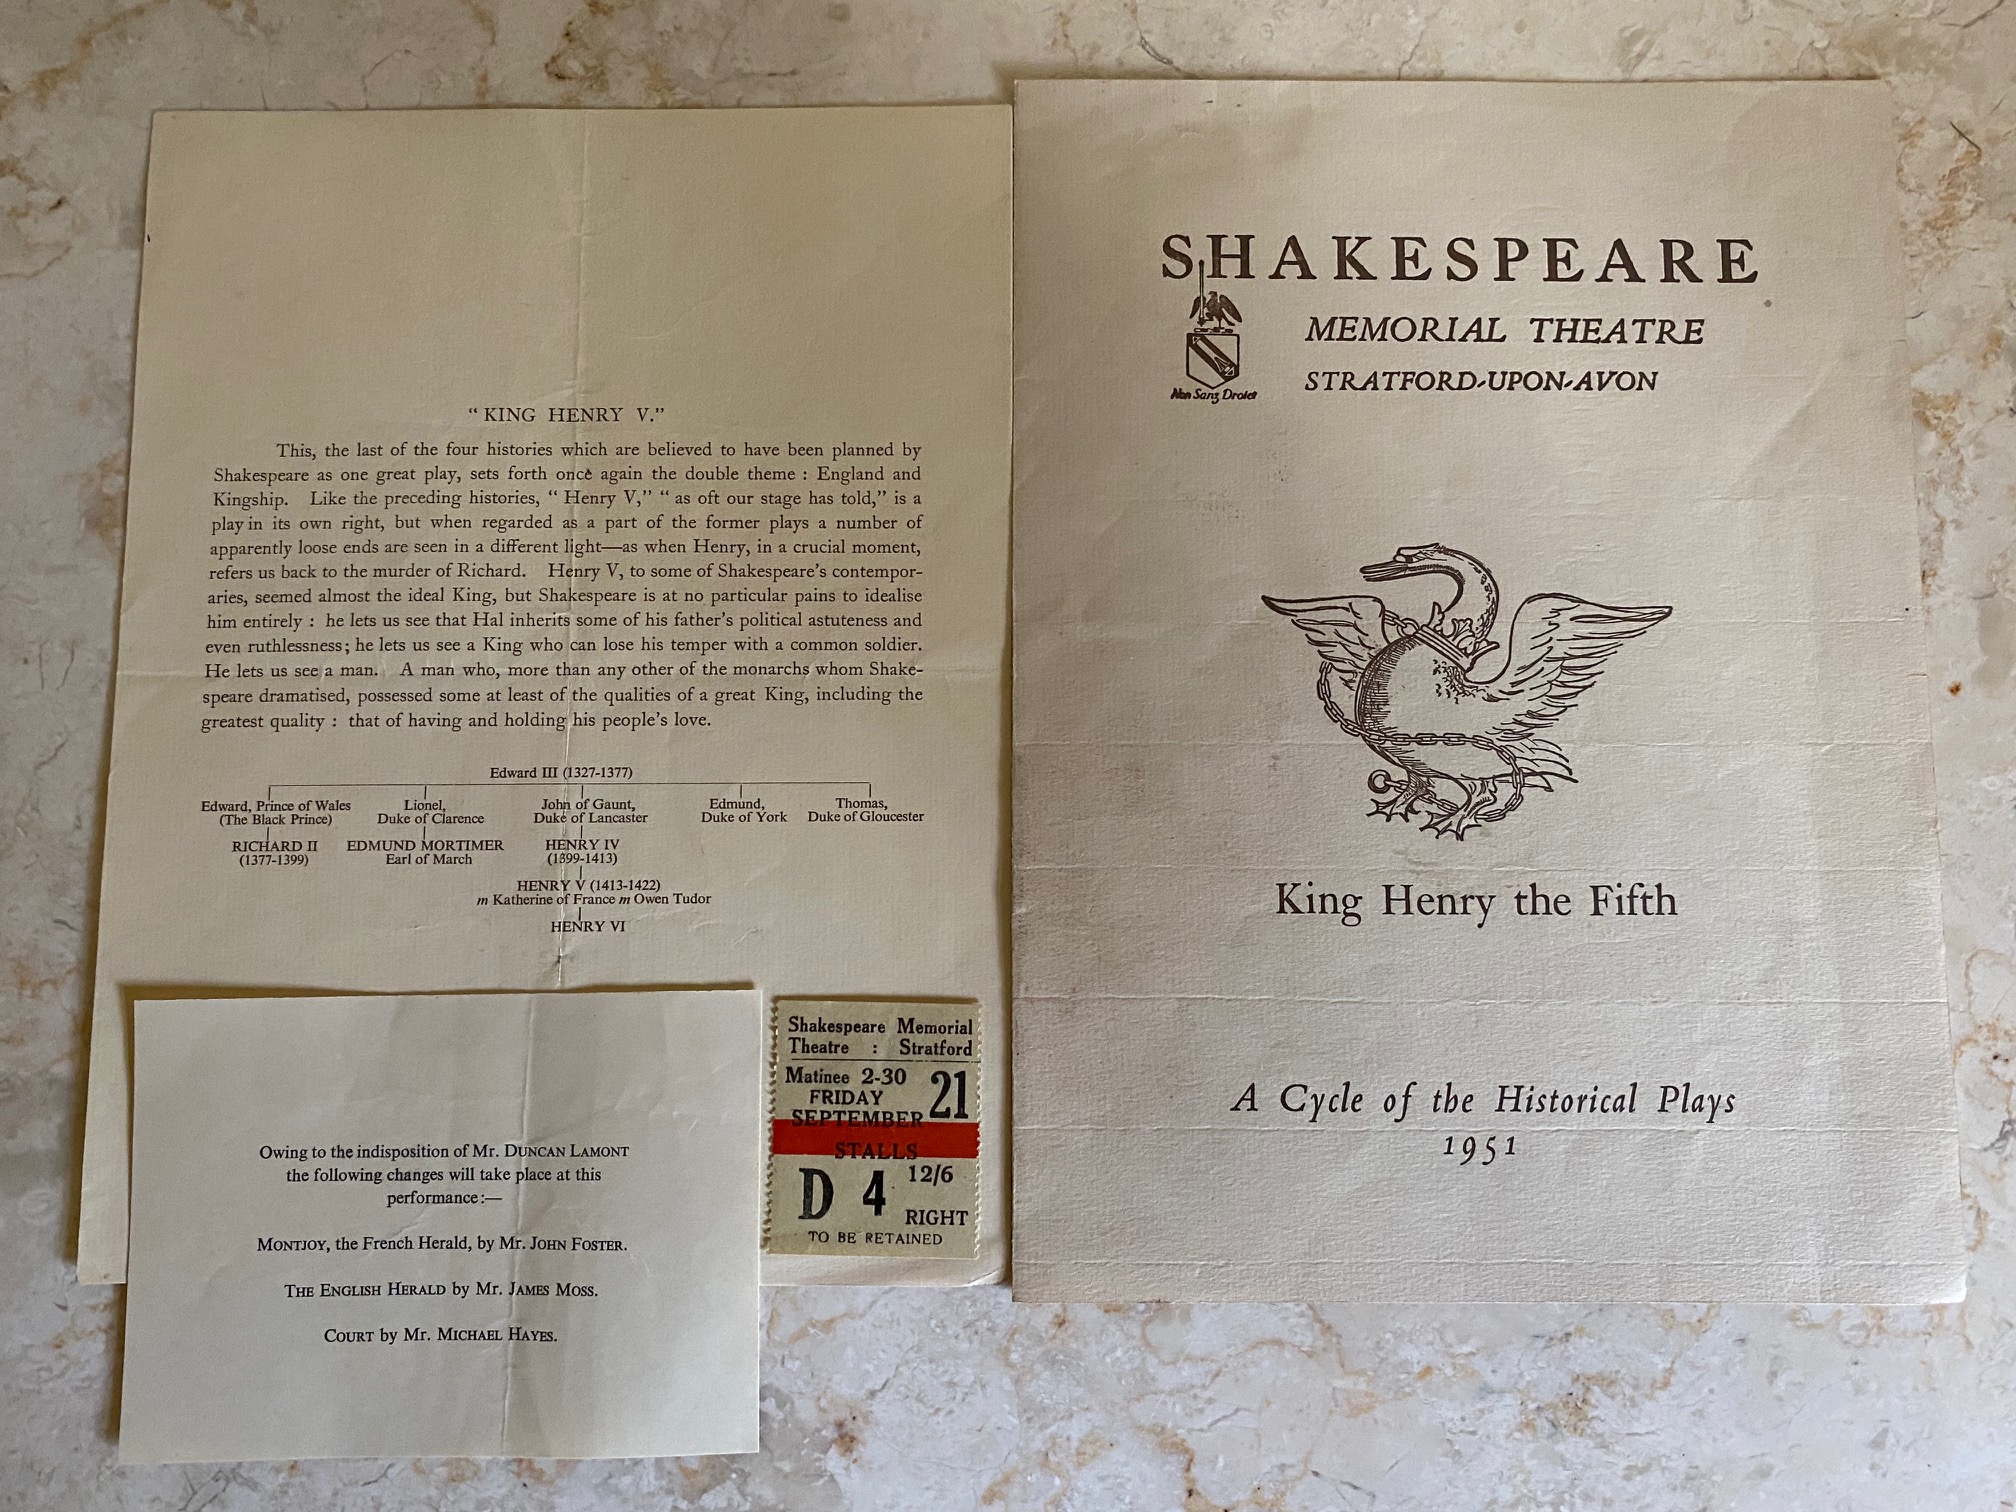 "KING HENRY V."
This, the last of the four histories which are believed to have been planned by
Shakespeare as one great play, sets forth once again the double theme : England and
Kingship. Like the preceding histories, "Henry V," "as oft our stage has told," is a
play in its own right, but when regarded as a part of the former plays a number of
apparently loose ends are seen in a different light—as when Henry, in a crucial moment,
refers us back to the murder of Richard. Henry V, to some of Shakespeare's contempor-
aries, seemed almost the ideal King, but Shakespeare is at no particular pains to idealise
him entirely : he lets us see that Hal inherits some of his father's political astuteness and
even ruthlessness; he lets us see a King who can lose his temper with a common soldier.
He lets us see a man. A man who, more than any other of the monarchs whom Shake-
speare dramatised, possessed some at least of the qualities of a great King, including the
greatest quality : that of having and holding his people's love.
Edward III (1327-1377)
Edward, Prince of Wales Lionel, John of Gaunt, Edmund, Thomas,
(The Black Prince) Duke of Clarence Duke of Lancaster Duke of York Duke of Gloucester
RICHARD II EDMUND MORTIMER HENRY IV
(1377-1399) Earl of March (1399-1413)
HENRY V (1413-1422)
m Katherine of France m Owen Tudor
HENRY VI
Owing to the indisposition of Mr. DUNCAN LAMONT
the following changes will take place at this
performance:—
MONTJOY, the French Herald, by Mr. JOHN FOSTER.
THE ENGLISH HERALD by Mr. JAMES MOSS.
COURT by Mr. MICHAEL HAYES.
Shakespeare Memorial
Theatre : Stratford
Matinee 2-30 21
FRIDAY
SEPTEMBER
STALLS
D 4 12/6
RIGHT
TO BE RETAINED
SHAKESPEARE
MEMORIAL THEATRE
STRATFORD-UPON-AVON
Non Sanz Droict
King Henry the Fifth
A Cycle of the Historical Plays
1951